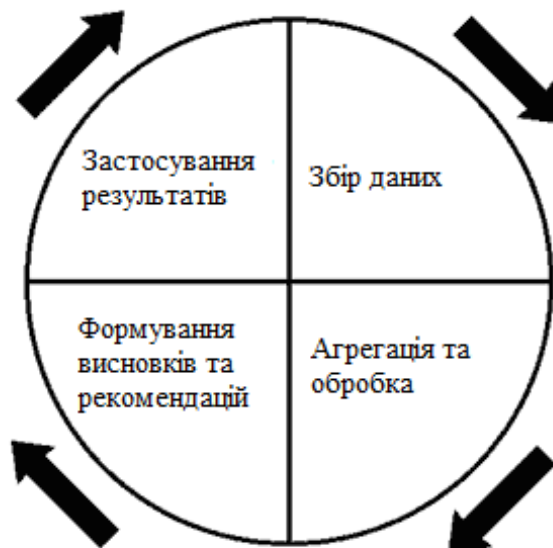 Застосування
результатів
Збір даних
Формування
висновків та
рекомендацій
Агрегація та
обробка